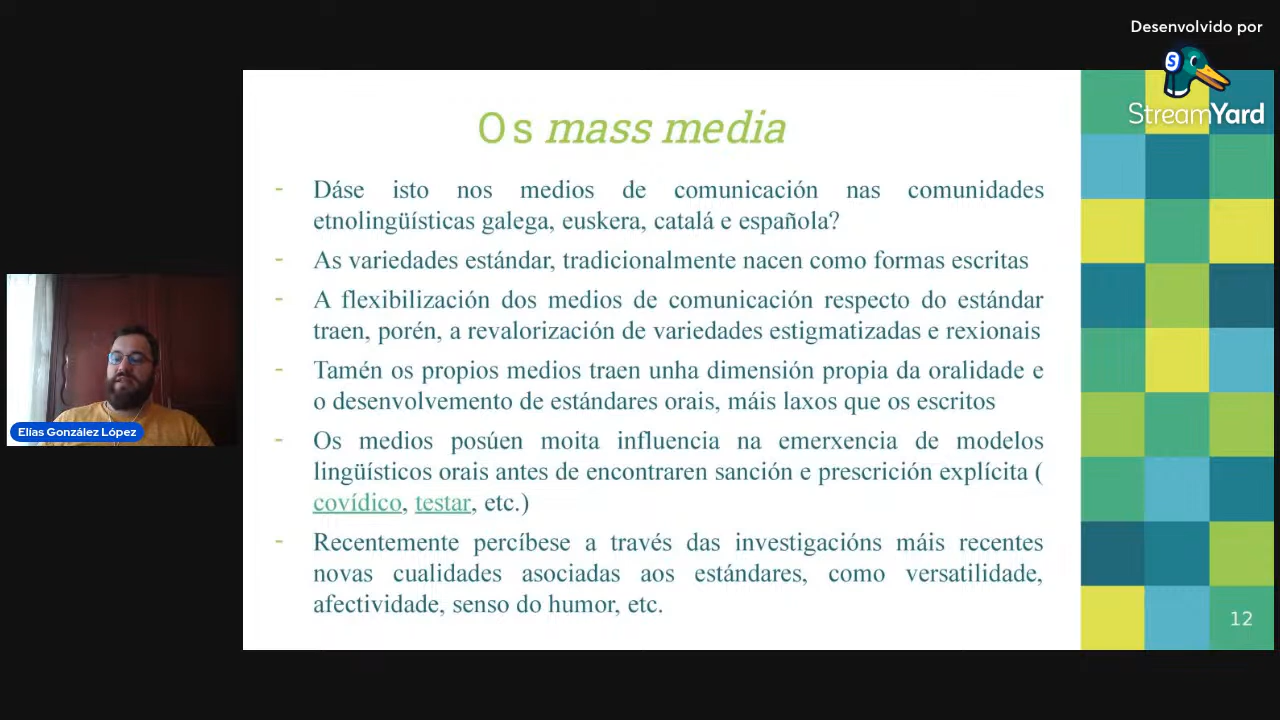 Desenvolvido por
StreamYard
Os mass media
- Dáse isto nos medios de comunicación nas comunidades
etnolingüísticas galega, euskera, catalá e española?
- As variedades estándar, tradicionalmente nacen como formas escritas
- A flexibilización dos medios de comunicación respecto do estándar
traen, porén, a revalorización de variedades estigmatizadas e rexionais
- Tamén os propios medios traen unha dimensión propia da oralidade e
o desenvolvemento de estándares orais, máis laxos que os escritos
- Os medios posúen moita influencia na emerxencia de modelos
lingüísticos orais antes de encontraren sanción e prescrición explícita (
covídico, testar, etc.)
- Recentemente percíbese a través das investigacións máis recentes
novas cualidades asociadas aos estándares, como versatilidade,
afectividade, senso do humor, etc.
12
Elías González López